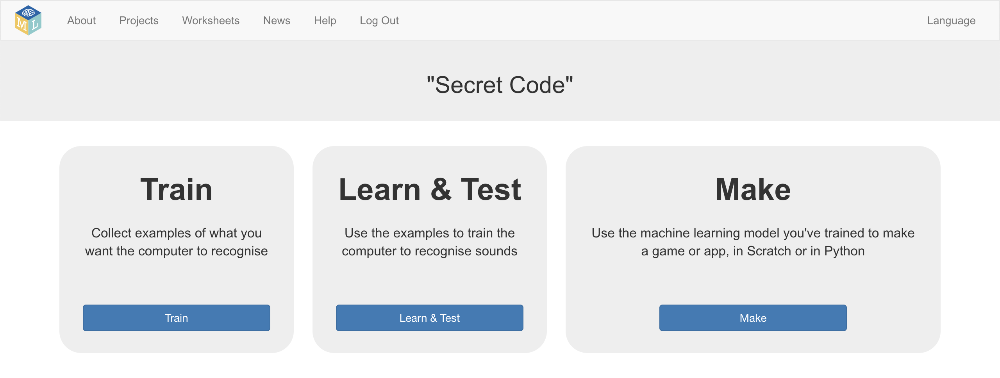 M L
About Projects Worksheets News Help Log Out Language
"Secret Code"
Train
Collect examples of what you
want the computer to recognise
Train
Learn & Test
Use the examples to train the
computer to recognise sounds
Learn & Test
Make
Use the machine learning model you've trained to make
a game or app, in Scratch or in Python
Make